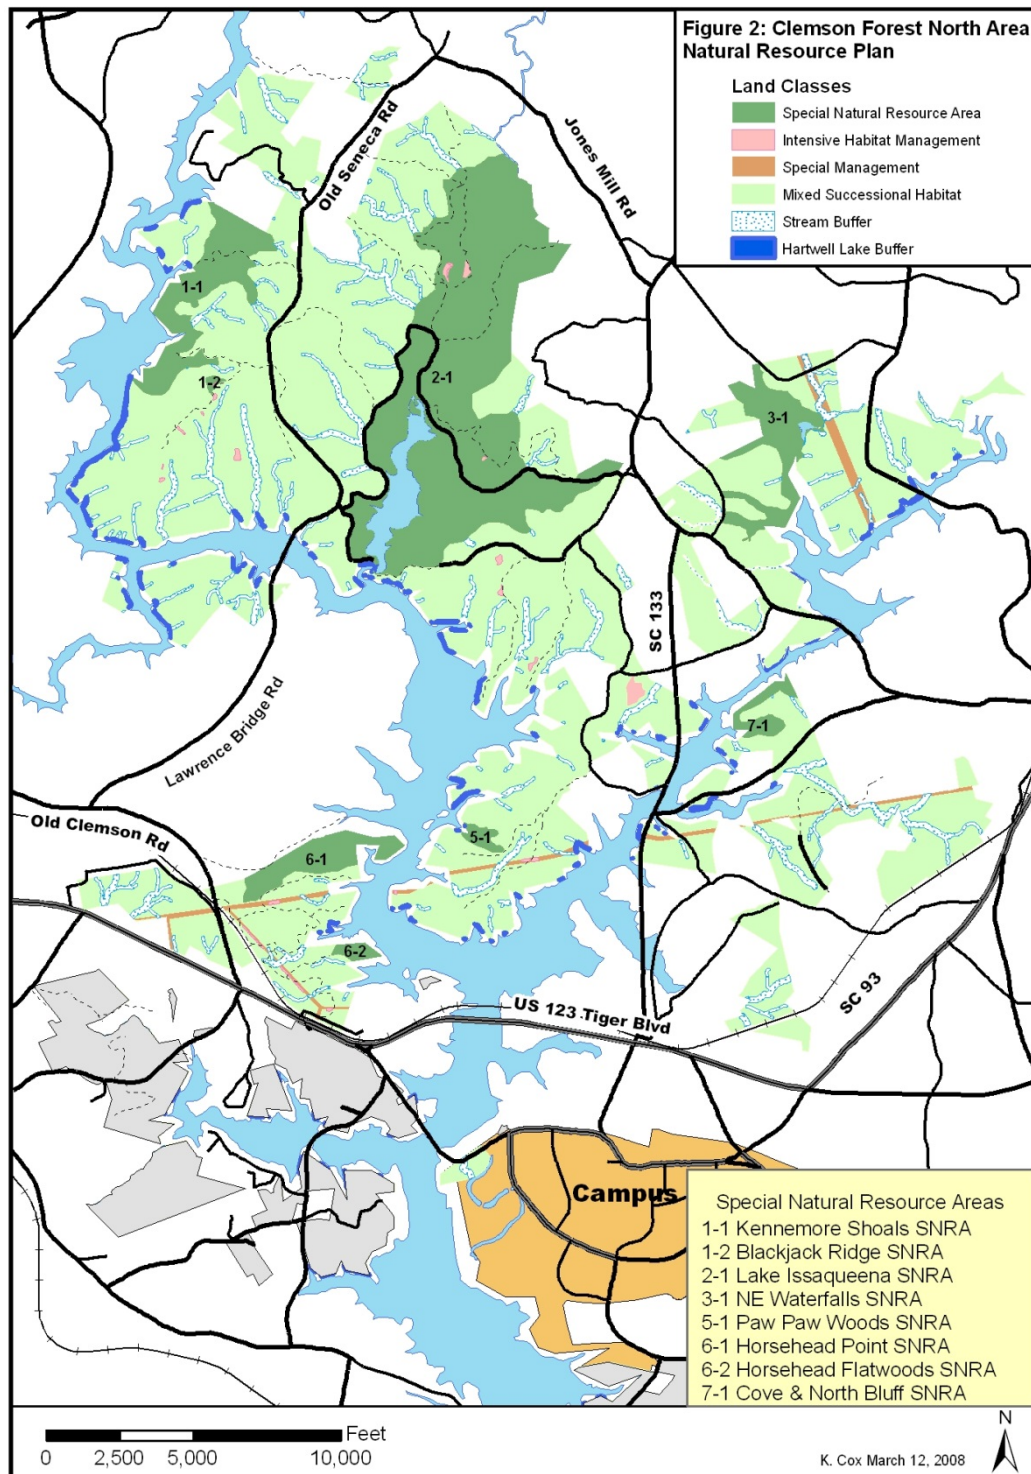 Figure 2: Clemson Forest North Area
Natural Resource Plan
Land Classes
Special Natural Resource Area
Intensive Habitat Management
Special Management
Mixed Successional Habitat
Stream Buffer
Hartwell Lake Buffer
Old Seneca Rd
Jones Mill Rd
1-1
1-2
2-1
3-1
SC 133
Lawrence Bridge Rd
7-1
Old Clemson Rd
5-1
6-1
6-2
US 123 Tiger Blvd
SC 93
Campus
Special Natural Resource Areas
1-1 Kennemore Shoals SNRA
1-2 Blackjack Ridge SNRA
2-1 Lake Issaqueena SNRA
3-1 NE Waterfalls SNRA
5-1 Paw Paw Woods SNRA
6-1 Horsehead Point SNRA
6-2 Horsehead Flatwoods SNRA
7-1 Cove & North Bluff SNRA
Feet
0 2,500 5,000 10,000
K. Cox March 12, 2008
N